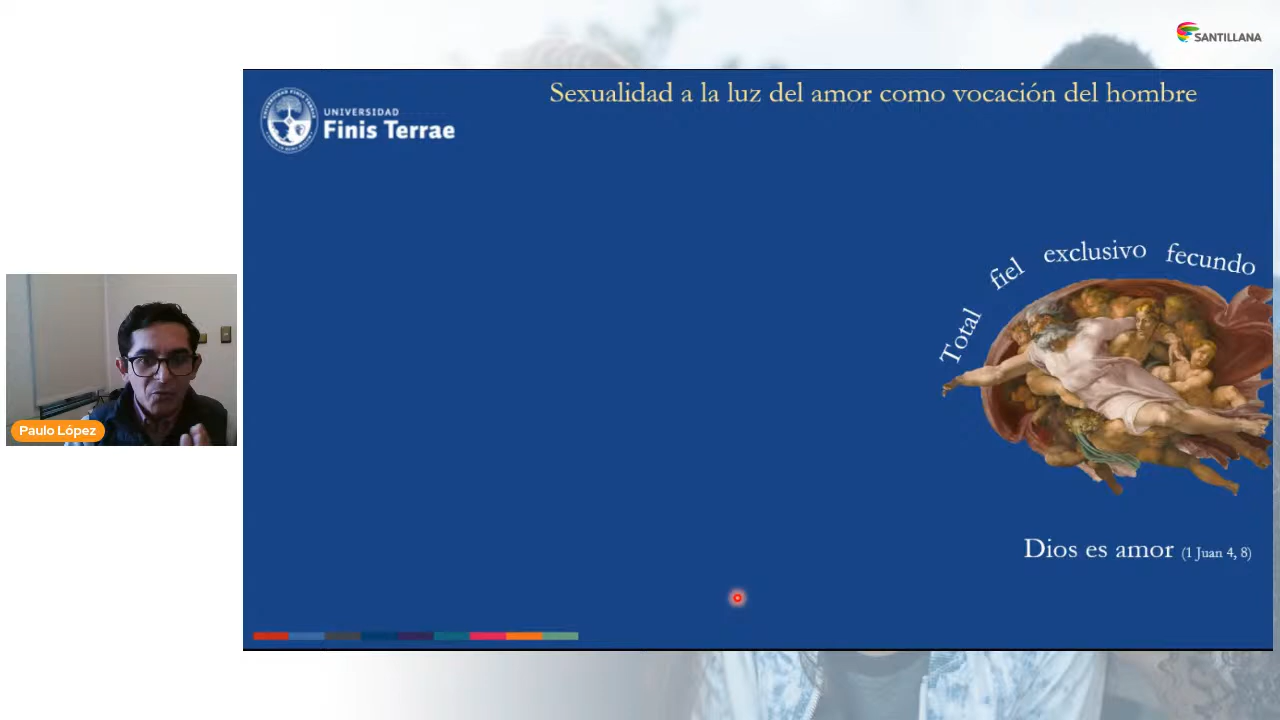 SANTILLANA
Sexualidad a la luz del amor como vocación del hombre
UNIVERSIDAD
Finis Terrae
Total fiel exclusivo fecundo
Paulo López
Dios es amor (1 Juan 4, 8)